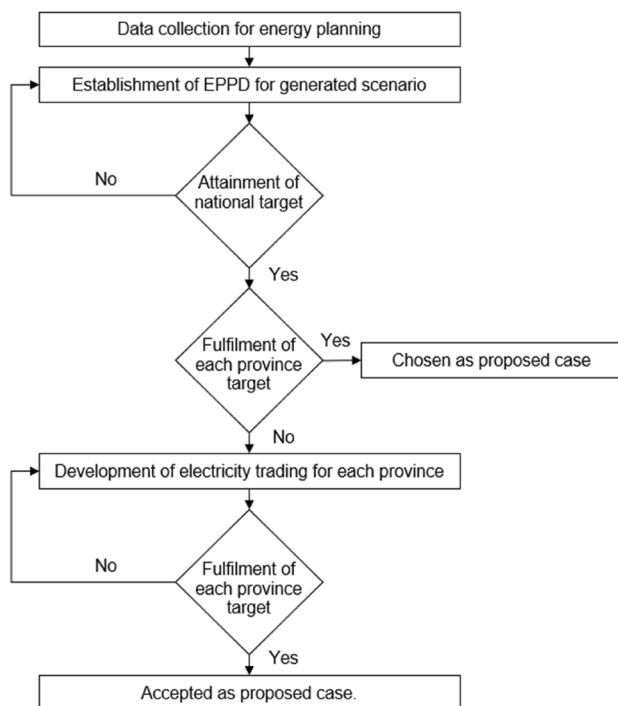 Data collection for energy planning
Establishment of EPPD for generated scenario
No
Attainment of
national target
Yes
Fulfilment of
each province
target
Yes
Chosen as proposed case
No
Development of electricity trading for each province
No
Fulfilment of
each province
target
Yes
Accepted as proposed case.